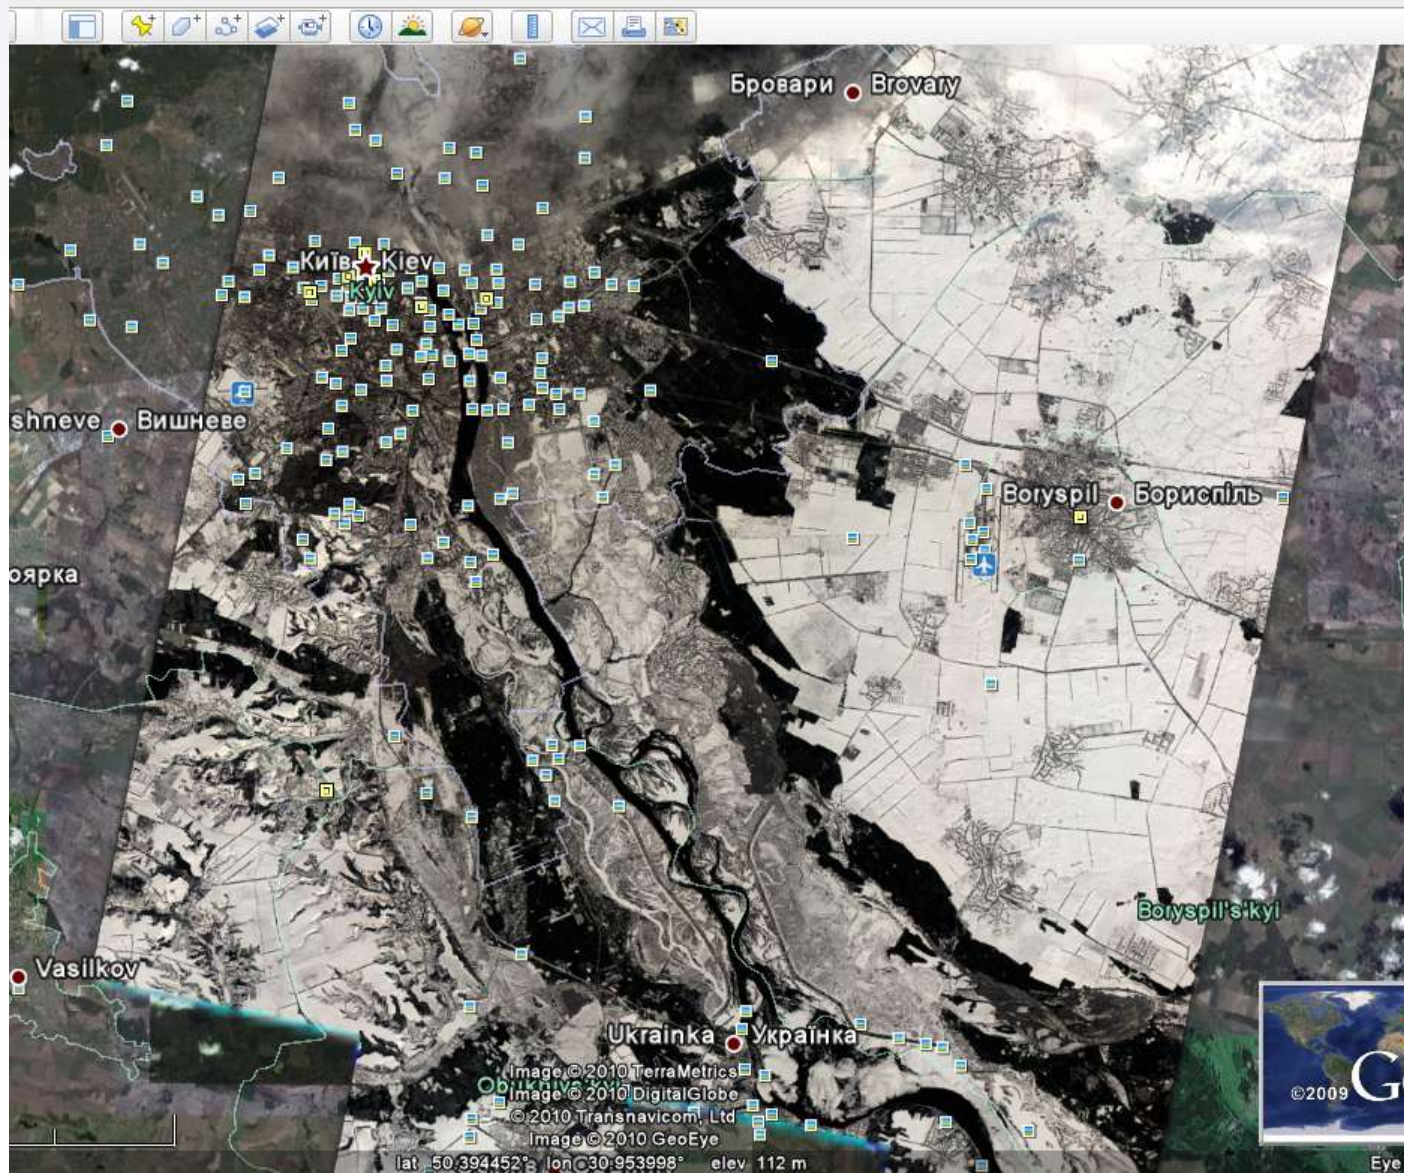 Бровари Brovary
Київ Kiev
Kyiv
shneve Вишневе
Boryspil Бориспіль
оярка
Boryspil's'kyi
Vasilkov
Ukrainka Українка
Image © 2010 TerraMetrics
Image © 2010 DigitalGlobe
© 2010 Transnavicom, Ltd
Image © 2010 GeoEye
©2009 G
lat 50.394452° lon 30.953998° elev 112 m
Eye